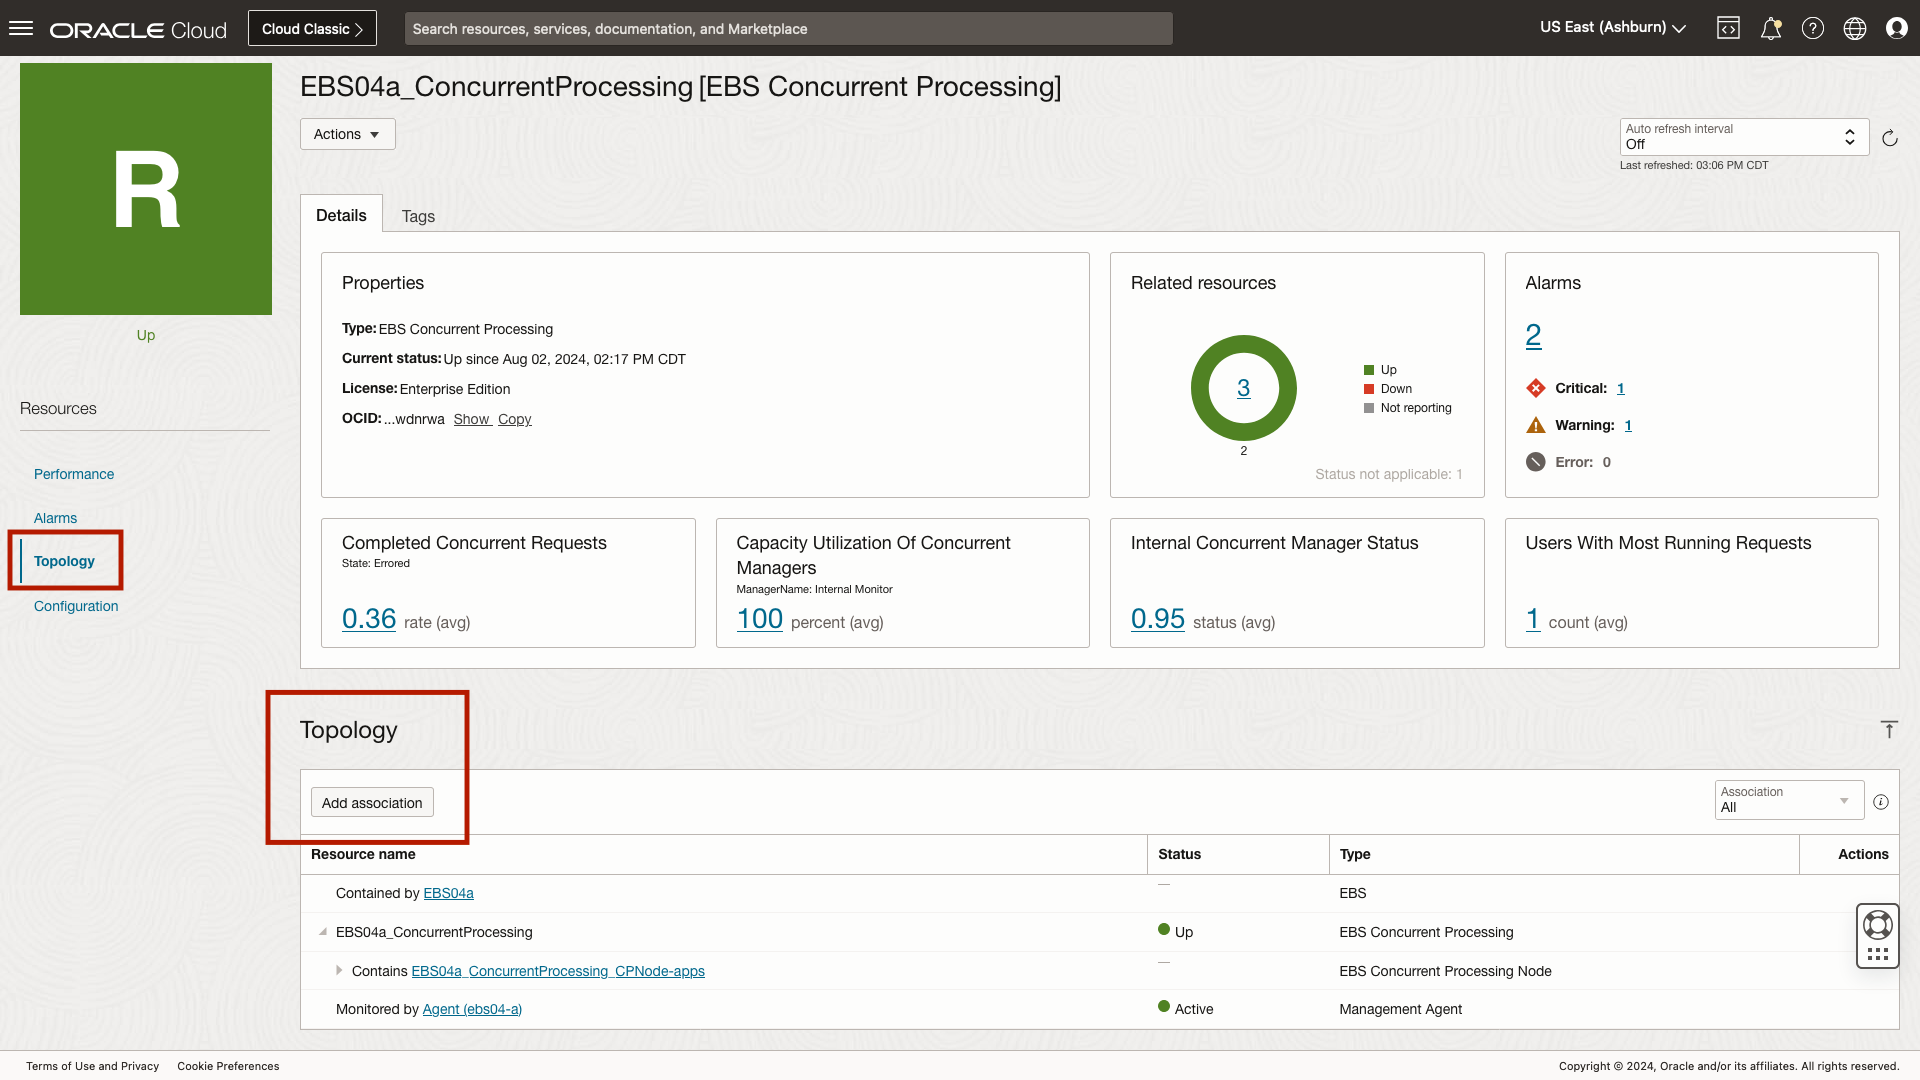 ORACLE Cloud
Cloud Classic
Search resources, services, documentation, and Marketplace
US East (Ashburn)
R
Up
Resources
Performance
Alarms
Topology
Configuration
EBS04a_ConcurrentProcessing [EBS Concurrent Processing]
Actions
Auto refresh interval
Off
Last refreshed: 03:06 PM CDT
Details Tags
Properties
Type: EBS Concurrent Processing
Current status: Up since Aug 02, 2024, 02:17 PM CDT
License: Enterprise Edition
OCID: ...wdnrwa Show Copy
Related resources
3
2
Up
Down
Not reporting
Status not applicable: 1
Alarms
2
Critical: 1
Warning: 1
Error: 0
Completed Concurrent Requests
State: Errored
0.36 rate (avg)
Capacity Utilization Of Concurrent
Managers
ManagerName: Internal Monitor
100 percent (avg)
Internal Concurrent Manager Status
0.95 status (avg)
Users With Most Running Requests
1 count (avg)
Topology
Add association
Association
All
Resource name Status Type Actions
Contained by EBS04a — EBS
EBS04a_ConcurrentProcessing Up EBS Concurrent Processing
Contains EBS04a_ConcurrentProcessing_CPNode-apps — EBS Concurrent Processing Node
Monitored by Agent (ebs04-a) Active Management Agent
Terms of Use and Privacy Cookie Preferences
Copyright © 2024, Oracle and/or its affiliates. All rights reserved.